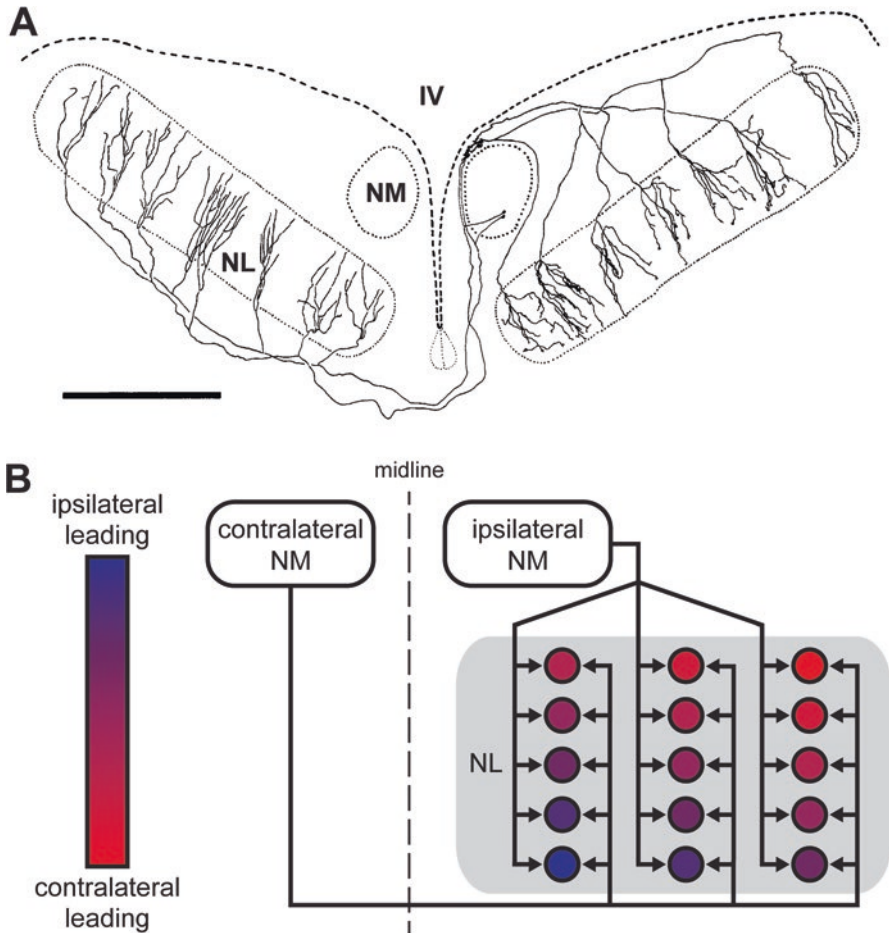 A
IV
NM
NL
B
midline
ipsilateral
leading
contralateral
NM
ipsilateral
NM
NL
contralateral
leading